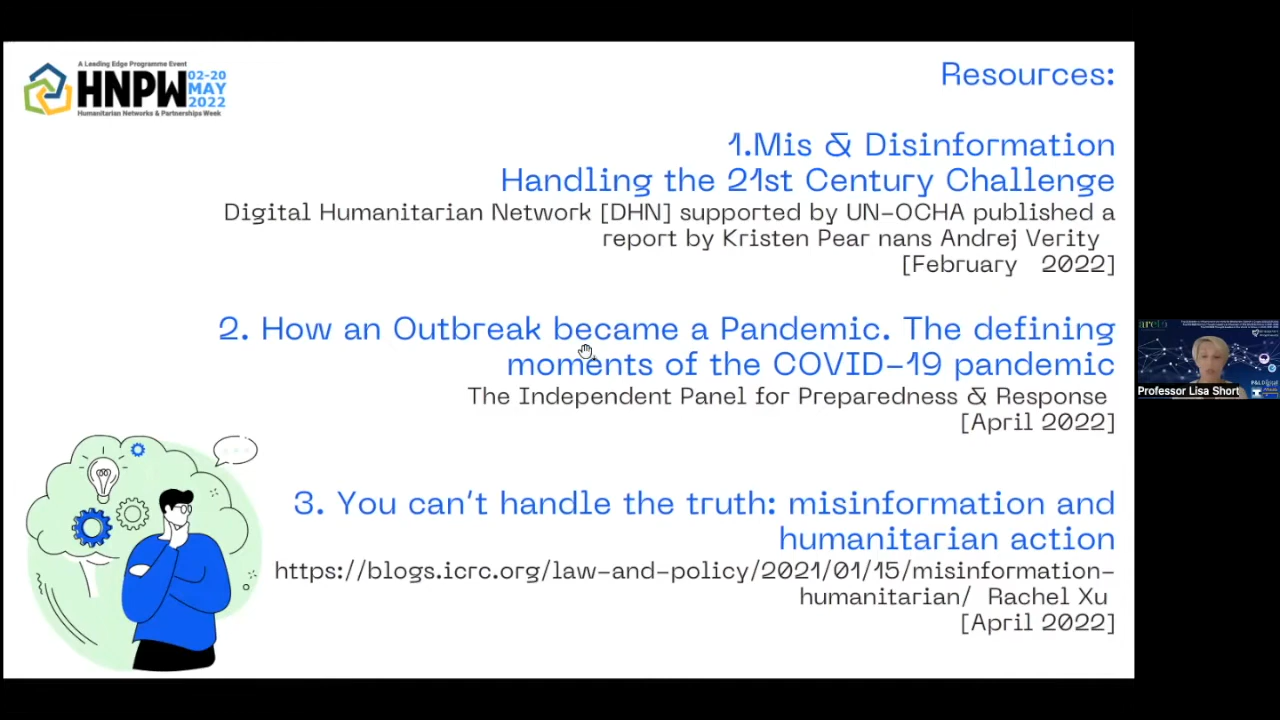 A Leading Edge Programme Event
HNPW
02-20
MAY
2022
Humanitarian Networks & Partnerships Week
Resources:
1.Mis & Disinformation
Handling the 21st Century Challenge
Digital Humanitarian Network [DHN] supported by UN-OCHA published a
report by Kristen Pear nans Andrej Verity
[February 2022]
2. How an Outbreak became a Pandemic. The defining
moments of the COVID-19 pandemic
The Independent Panel for Preparedness & Response
[April 2022]
3. You can't handle the truth: misinformation and
humanitarian action
https://blogs.icrc.org/law-and-policy/2021/01/15/misinformation-
humanitarian/ Rachel Xu
[April 2022]
Professor Lisa Short